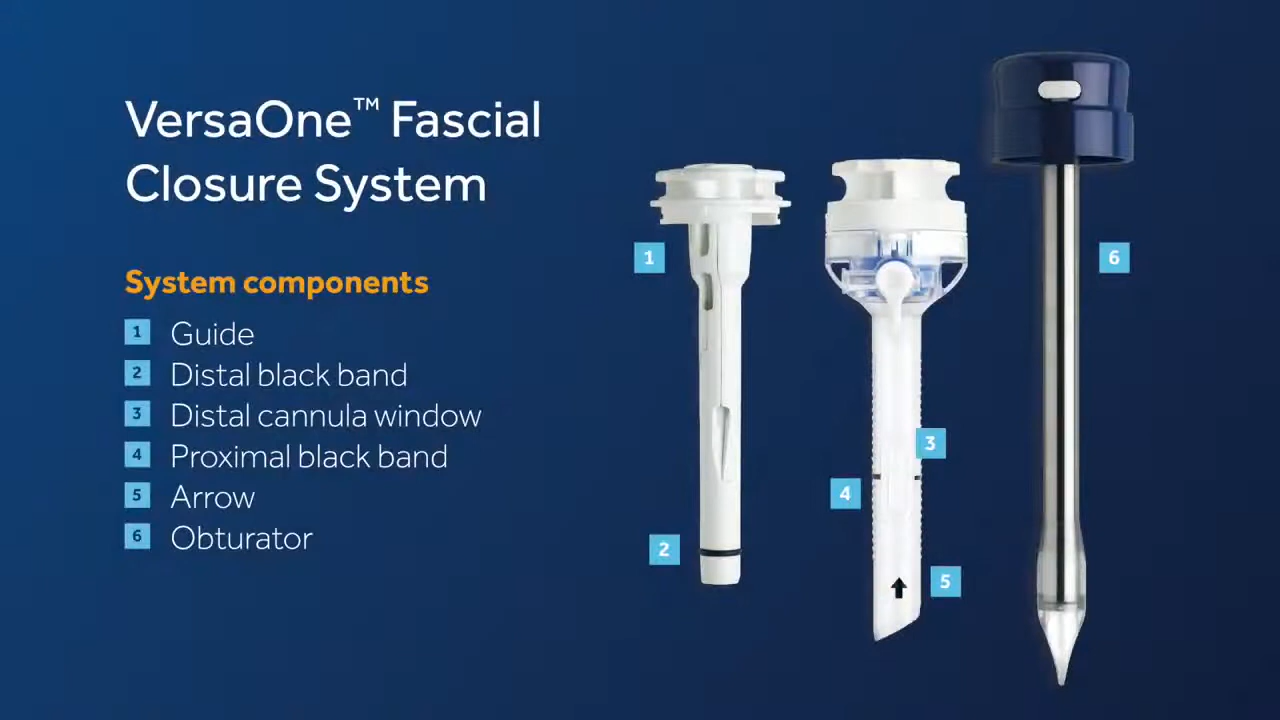 VersaOne™ Fascial
Closure System
System components
1 Guide
2 Distal black band
3 Distal cannula window
4 Proximal black band
5 Arrow
6 Obturator
1
6
3
4
2
5